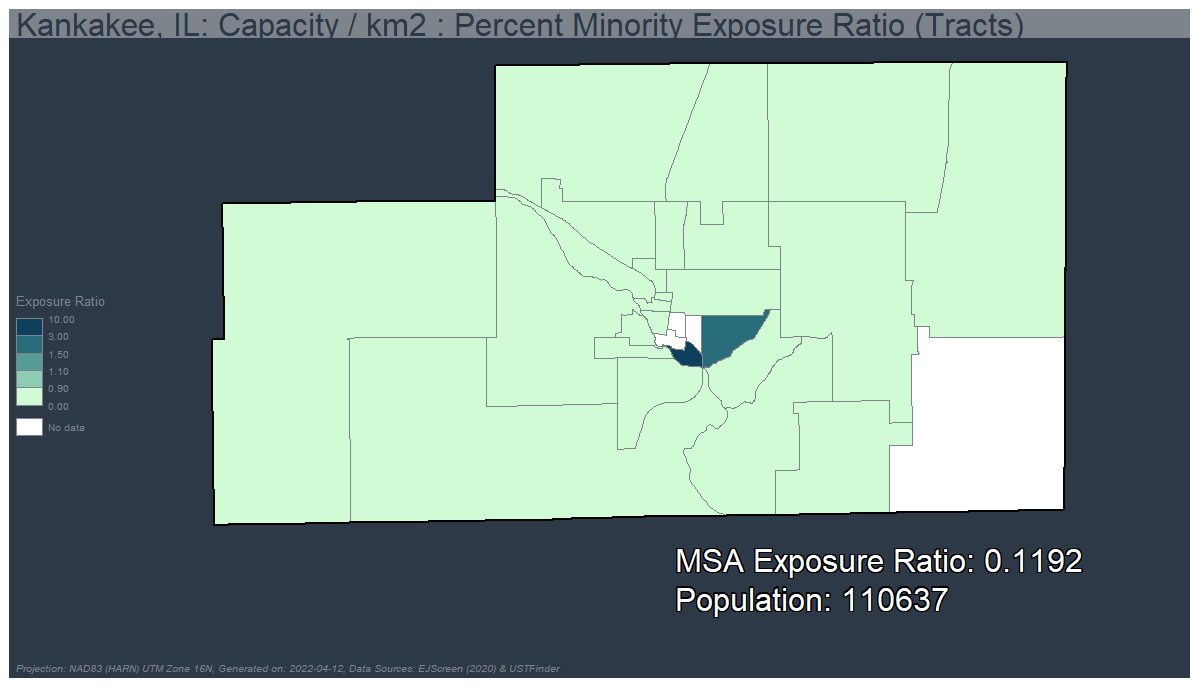 Kankakee, IL: Capacity / km2 : Percent Minority Exposure Ratio (Tracts)
Exposure Ratio
10.00
3.00
1.50
1.10
0.90
0.00
No data
MSA Exposure Ratio: 0.1192
Population: 110637
Projection: NAD83 (HARN) UTM Zone 16N, Generated on: 2022-04-12, Data Sources: EJScreen (2020) & USTFinder